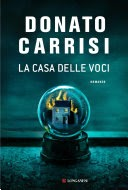 DONATO
CARRISI
LA CASA DELLE VOCI
ROMANZO
LONGANESI